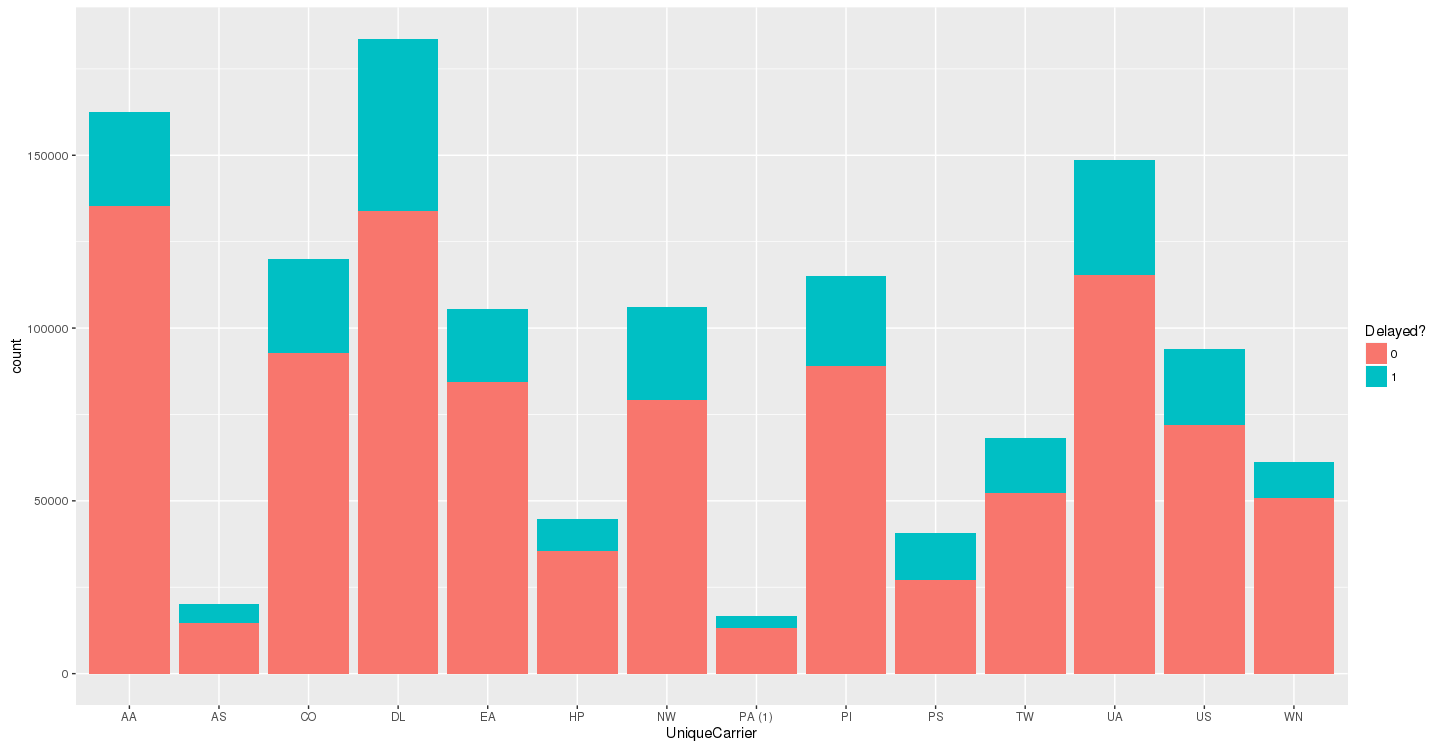 150000
100000
50000
0
count
AA AS CO DL EA HP NW PA (1) PI PS TW UA US WN
UniqueCarrier
Delayed?
0
1